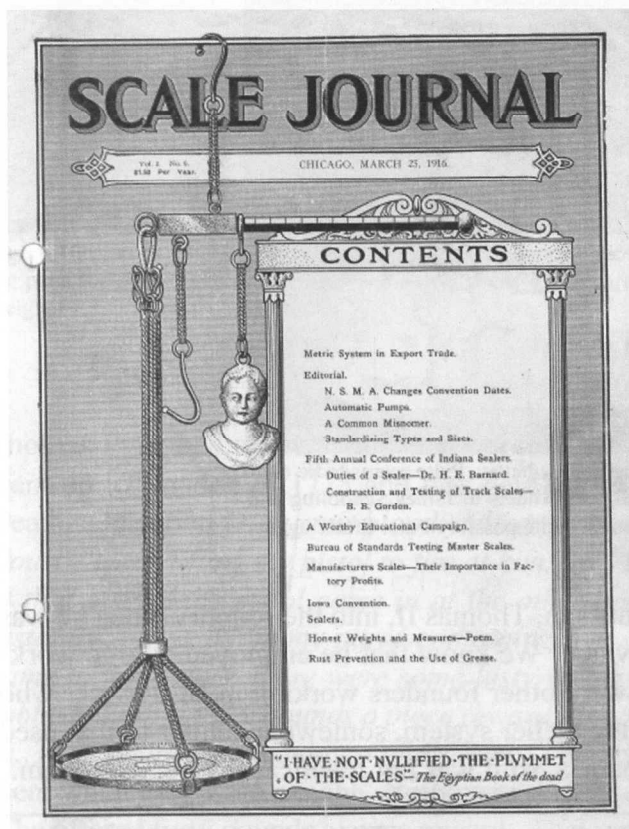 SCALE JOURNAL
Vol. 2. No. 6.
$1.50 Per Year.
CHICAGO, MARCH 25, 1916.
CONTENTS
Metric System in Export Trade.
Editorial.
N. S. M. A. Changes Convention Dates.
Automatic Pumps.
A Common Misnomer.
Standardizing Types and Sizes.
Fifth Annual Conference of Indiana Sealers.
Duties of a Sealer—Dr. H. E. Barnard.
Construction and Testing of Track Scales—
B. B. Gordon.
A Worthy Educational Campaign.
Bureau of Standards Testing Master Scales.
Manufacturers Scales—Their Importance in Fac-
tory Profits.
Iowa Convention.
Sealers.
Honest Weights and Measures—Poem.
Rust Prevention and the Use of Grease.
"I·HAVE·NOT·NVLLIFIED·THE·PLVMMET
·OF·THE·SCALES"- The Egyptian Book of the dead